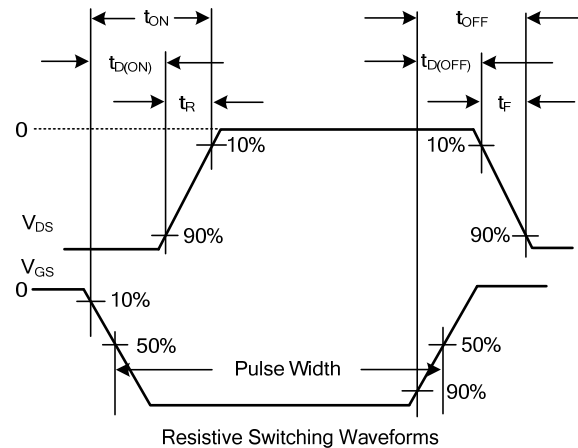 tON tOFF
tD(ON) tD(OFF)
tR tF
0
10% 10%
VDS 90% 90%
VGS
0
10%
50% 50%
Pulse Width
90%
Resistive Switching Waveforms